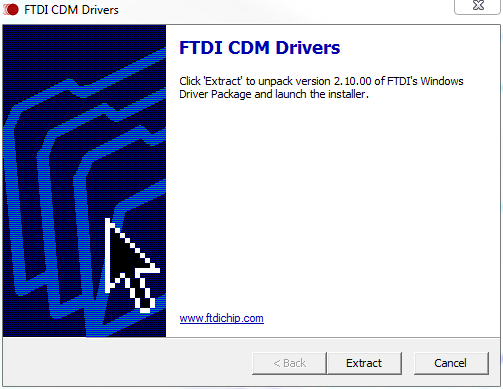 FTDI CDM Drivers
FTDI CDM Drivers
Click 'Extract' to unpack version 2.10.00 of FTDI's Windows
Driver Package and launch the installer.
www.ftdichip.com
< Back Extract Cancel